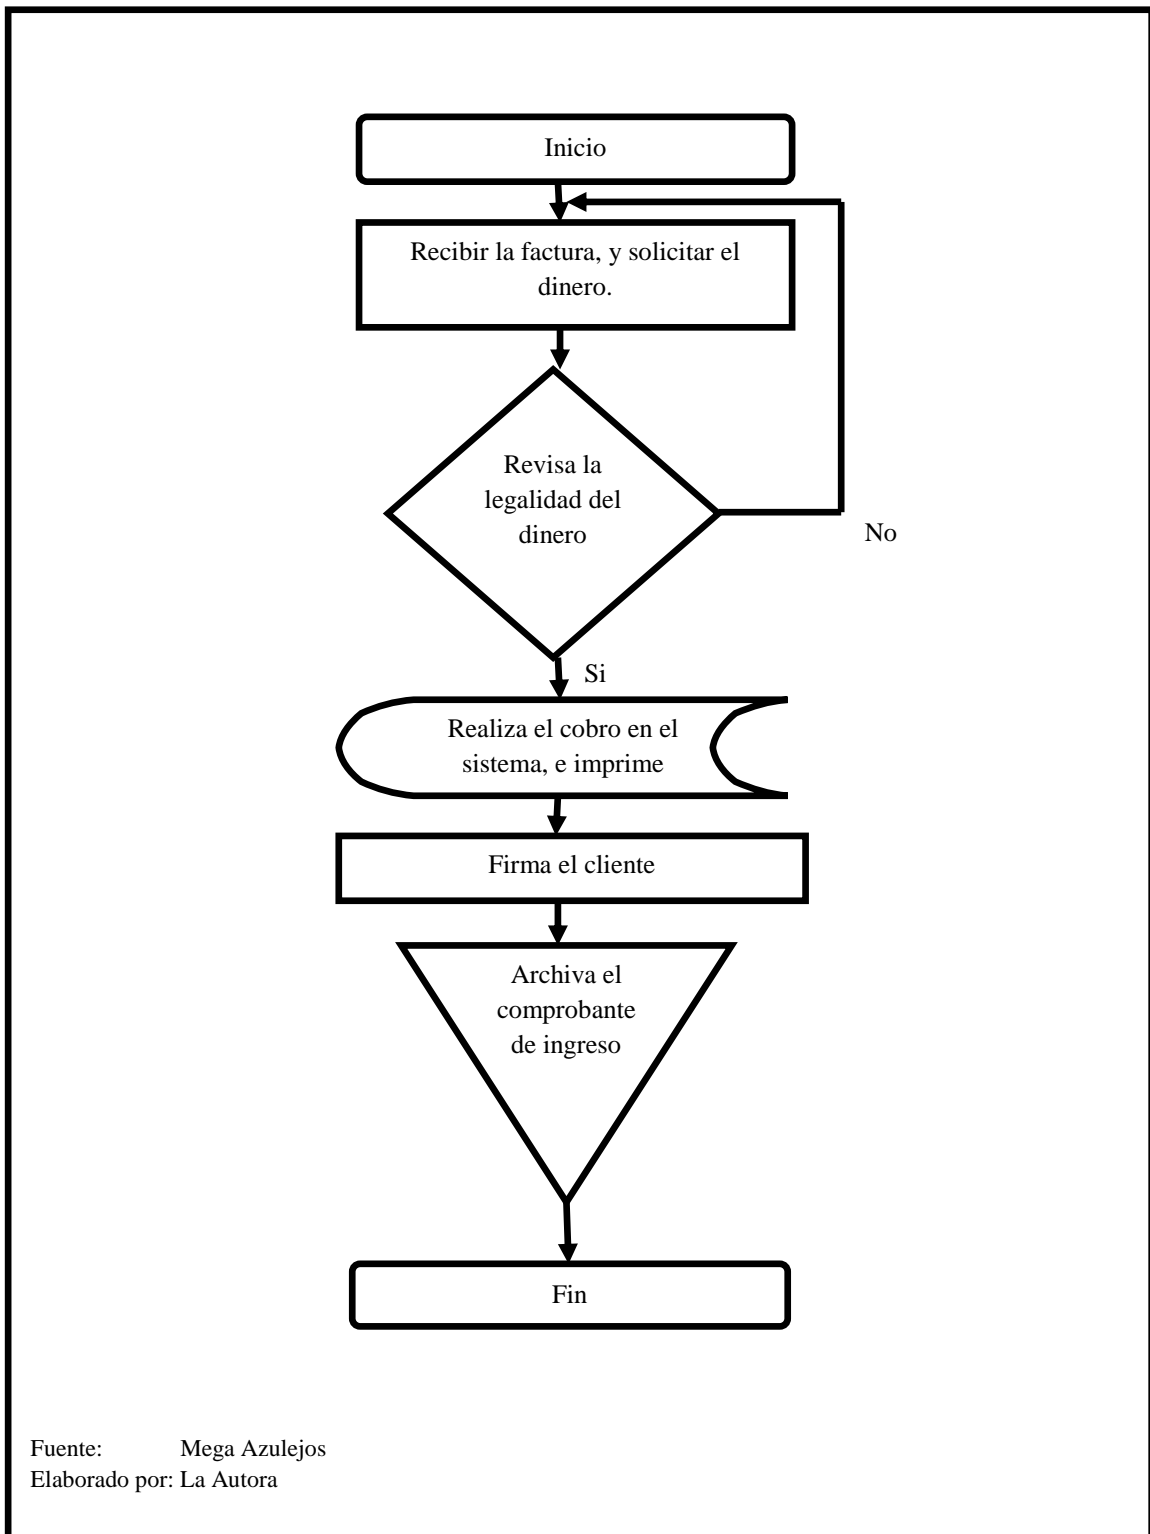 Inicio
Recibir la factura, y solicitar el
dinero.
Revisa la
legalidad del
dinero
No
Si
Realiza el cobro en el
sistema, e imprime
Firma el cliente
Archiva el
comprobante
de ingreso
Fin
Fuente: Mega Azulejos
Elaborado por: La Autora